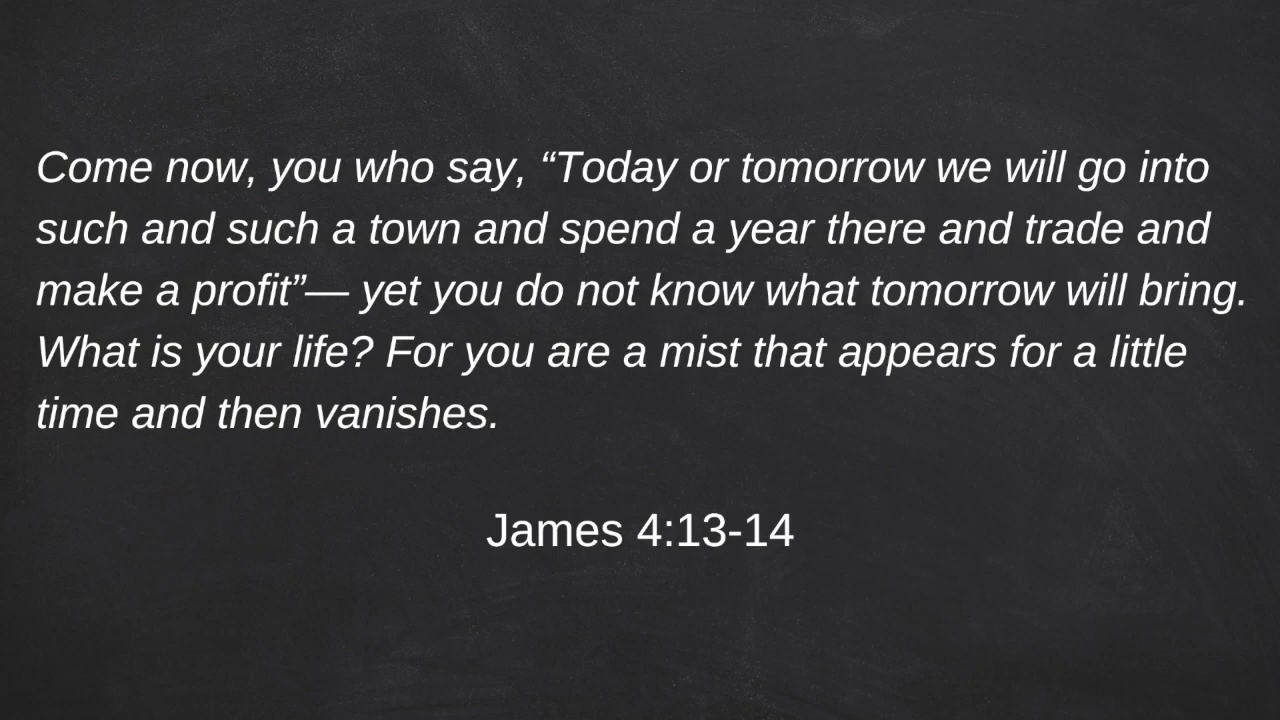 Come now, you who say, “Today or tomorrow we will go into
such and such a town and spend a year there and trade and
make a profit”— yet you do not know what tomorrow will bring.
What is your life? For you are a mist that appears for a little
time and then vanishes.
James 4:13-14